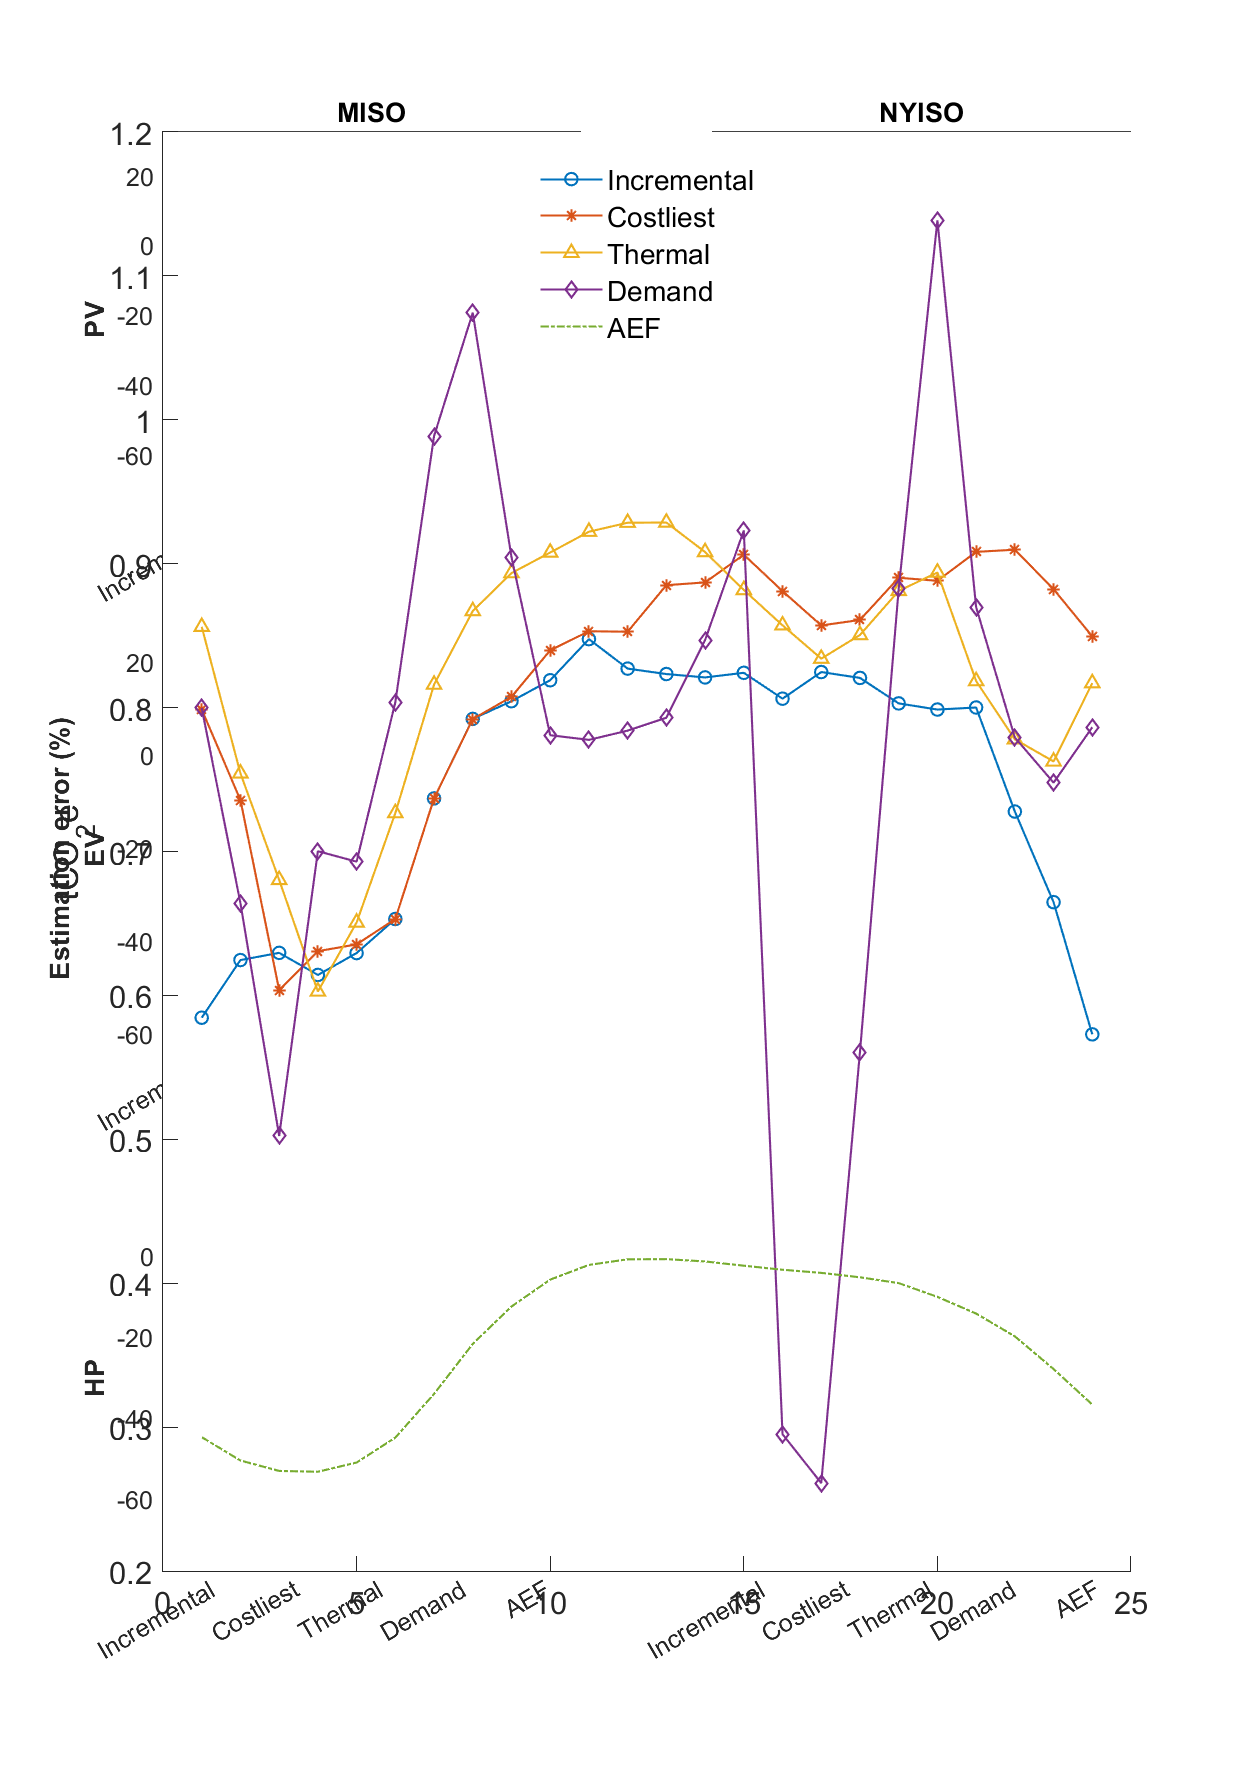 MISO
NYISO
1.2
20
0
1.1
-20
-40
1
-60
0.9
Increm
20
0.8
0
0.7
-20
-40
0.6
-60
Increm
0.5
0
0.4
-20
-40
0.3
-60
0.2
PV
EV
HP
Estimation error (%)
tCO2e
Incremental
Costliest
Thermal
Demand
AEF
0
5
10
15
20
25
Incremental
Costliest
Thermal
Demand
AEF
Incremental
Costliest
Thermal
Demand
AEF